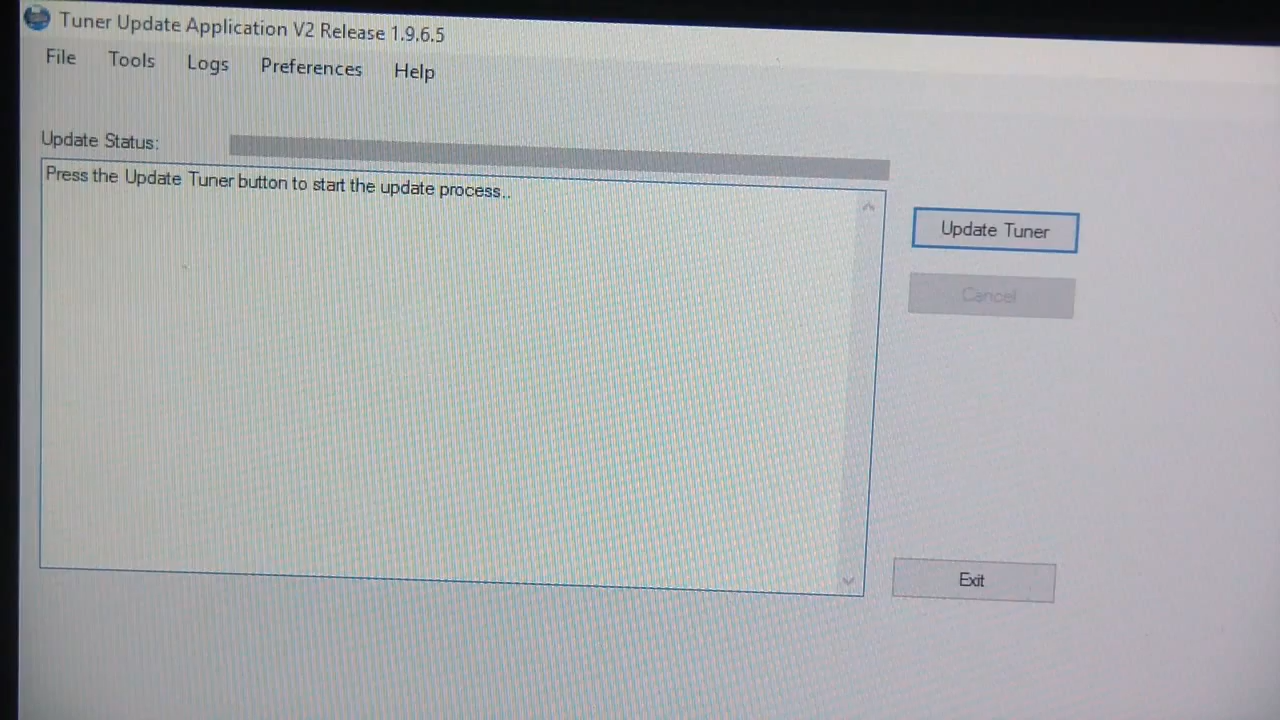 Tuner Update Application V2 Release 1.9.6.5
File Tools Logs Preferences Help
Update Status:
Press the Update Tuner button to start the update process..
Update Tuner
Cancel
Exit